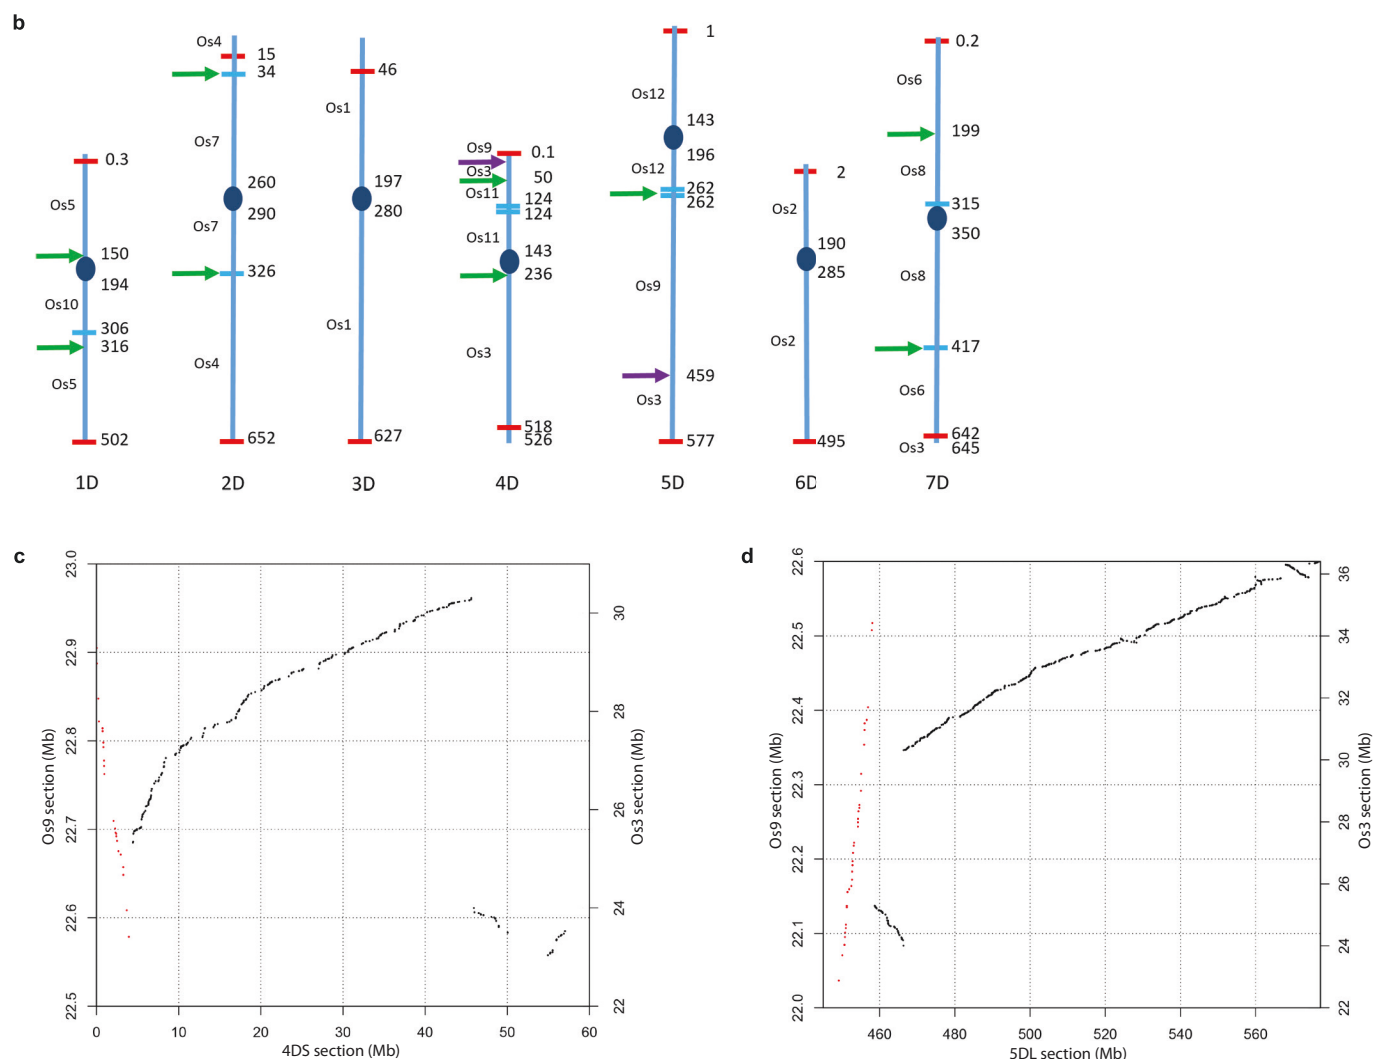 b
Os4
15
34
Os7
260
290
Os7
326
Os4
652
2D
0.3
Os5
150
194
Os10
306
316
Os5
502
1D
46
Os1
197
280
Os1
627
3D
Os9
0.1
Os3
50
Os11
124
124
Os11
143
236
Os3
518
526
4D
1
Os12
143
196
Os12
262
262
Os9
459
Os3
577
5D
2
Os2
190
285
Os2
495
6D
0.2
Os6
199
Os8
315
350
Os8
417
Os6
642
Os3
645
7D
c
Os9 section (Mb)
23.0
22.9
22.8
22.7
22.6
22.5
0
10
20
30
40
50
60
4DS section (Mb)
30
28
26
24
22
Os3 section (Mb)
d
Os9 section (Mb)
22.6
22.5
22.4
22.3
22.2
22.1
22.0
460
480
500
520
540
560
5DL section (Mb)
36
34
32
30
28
26
24
22
Os3 section (Mb)